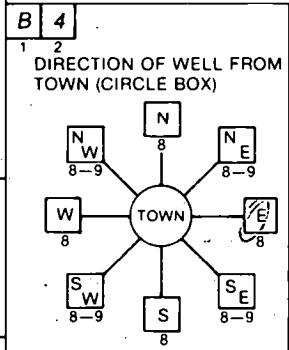 B 4
1 2
DIRECTION OF WELL FROM
TOWN (CIRCLE BOX)
N
8
N W
8-9
N E
8-9
W
8
TOWN
E
8
S W
8-9
S E
8-9
S
8